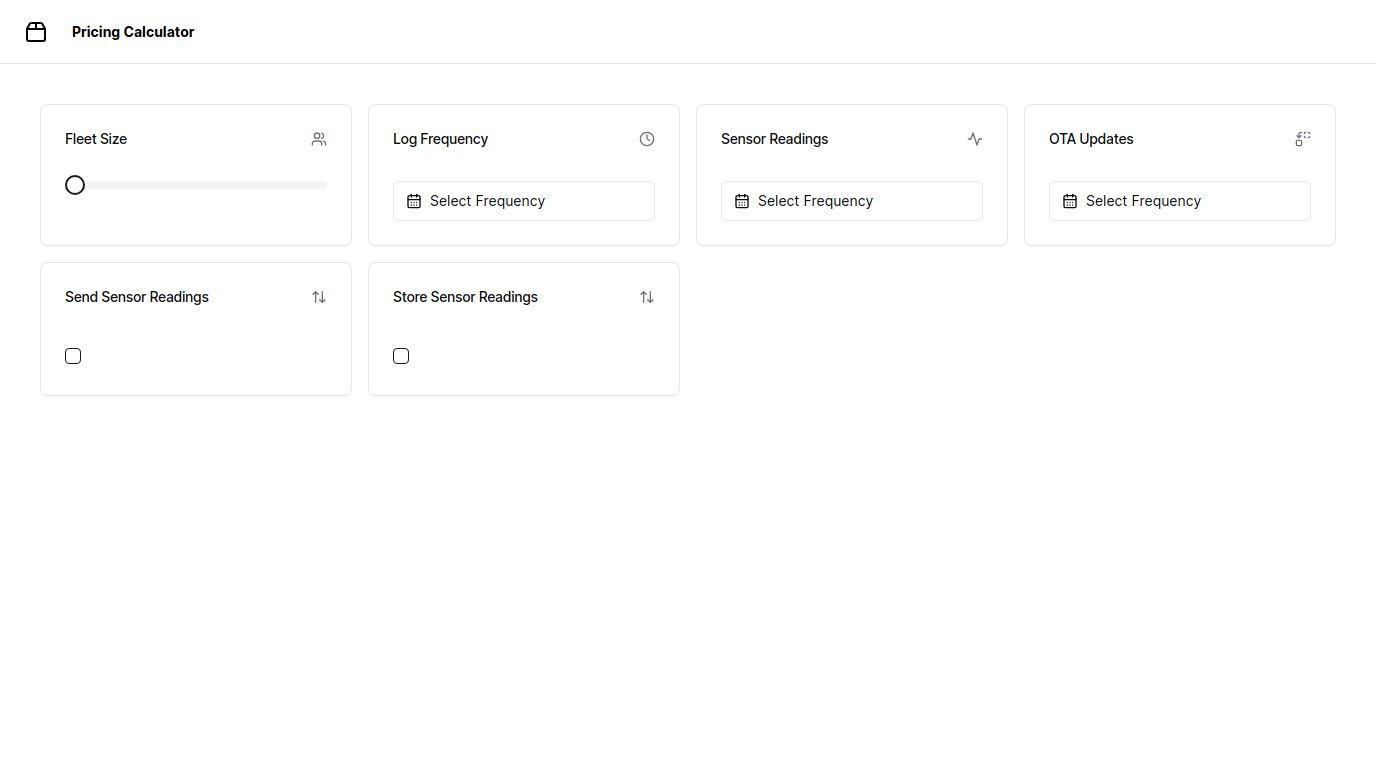 Pricing Calculator
Fleet Size
Log Frequency
Select Frequency
Sensor Readings
Select Frequency
OTA Updates
Select Frequency
Send Sensor Readings
Store Sensor Readings